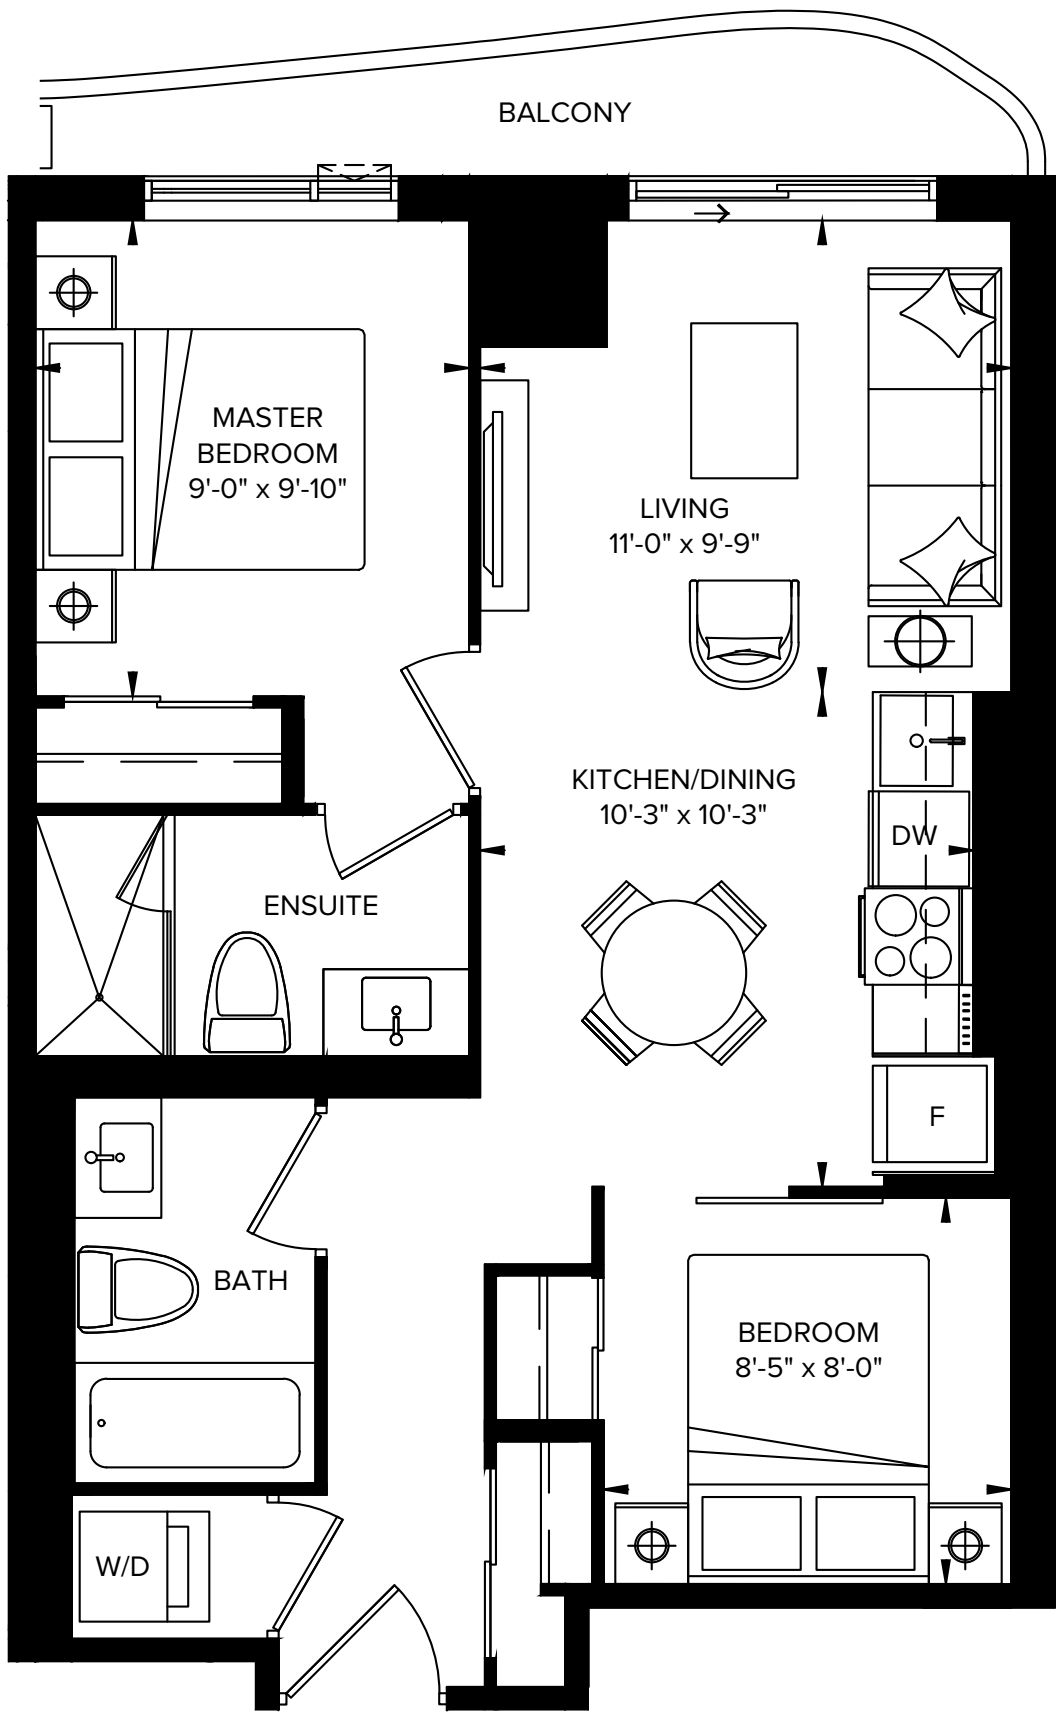 BALCONY
MASTER
BEDROOM
9'-0" x 9'-10"
LIVING
11'-0" x 9'-9"
KITCHEN/DINING
10'-3" x 10'-3"
DW
ENSUITE
F
BATH
BEDROOM
8'-5" x 8'-0"
W/D